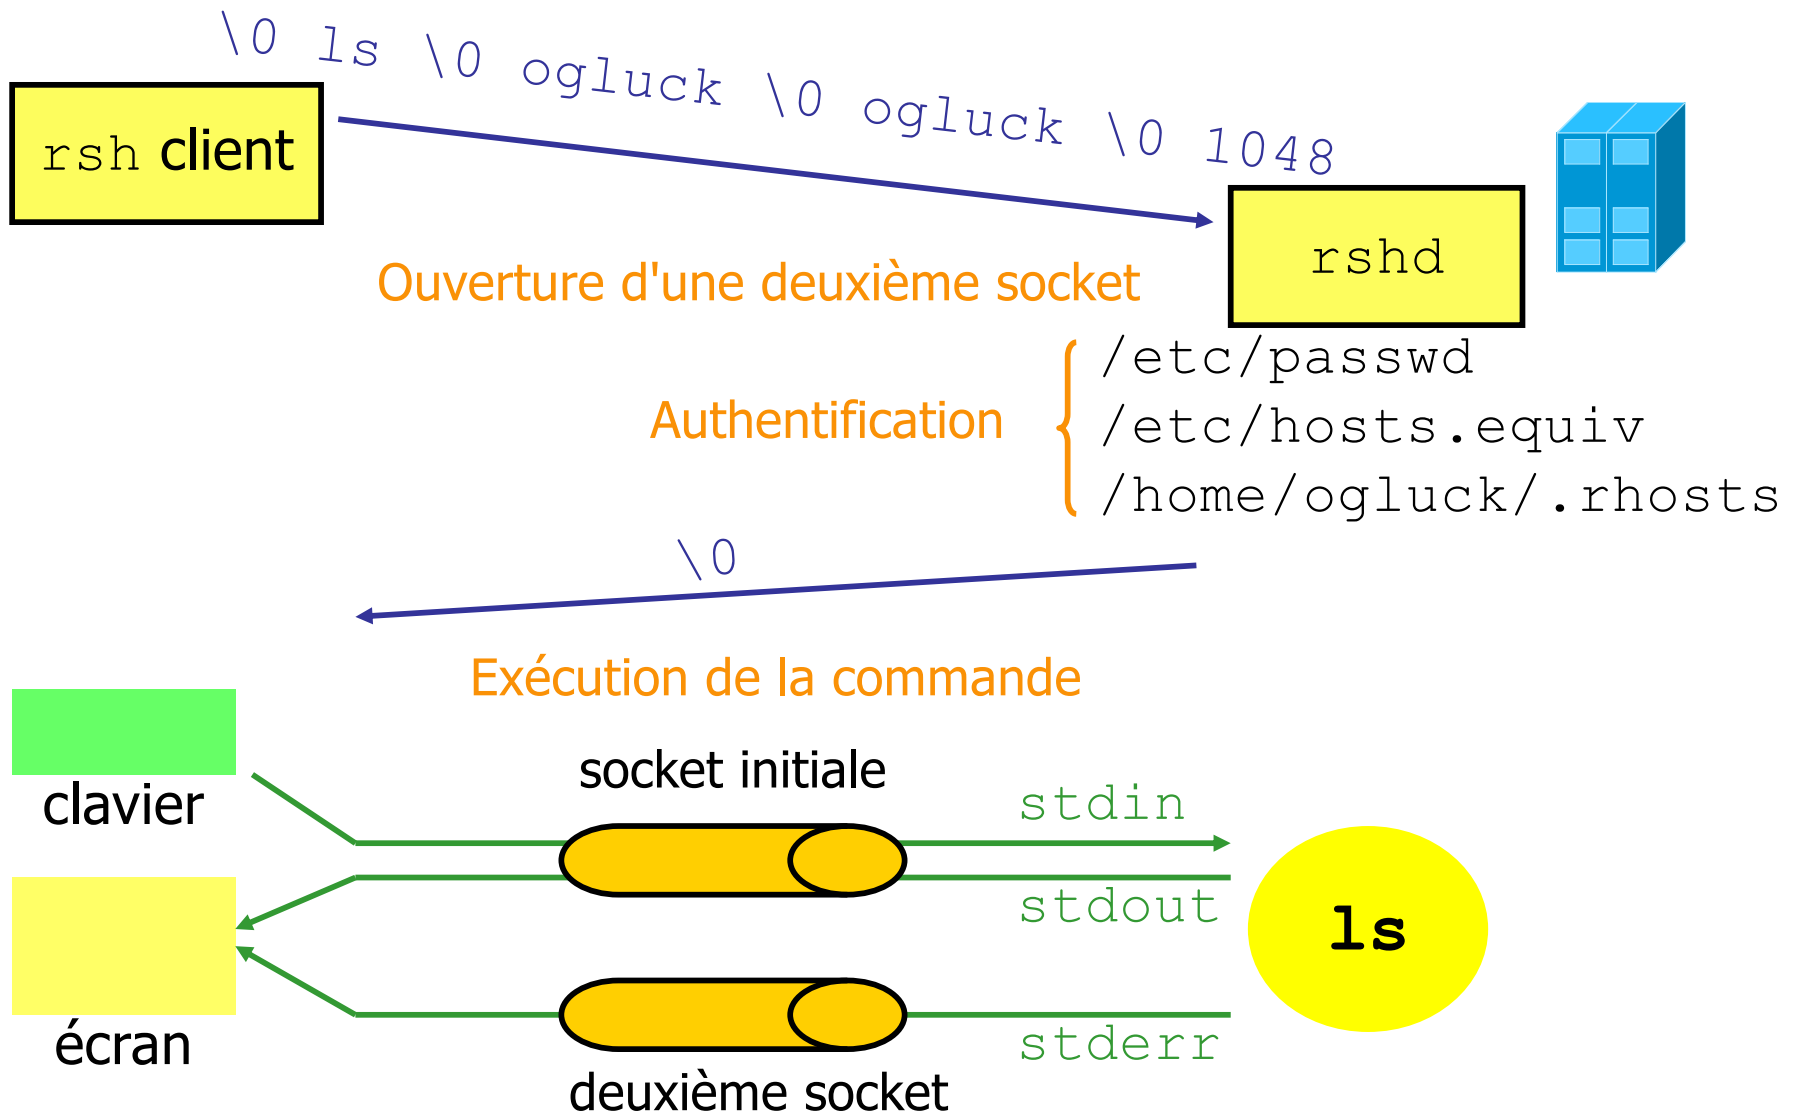 \0 ls \0 ogluck \0 ogluck \0 1048
rsh client
rshd
Ouverture d'une deuxième socket
/etc/passwd
Authentification
/etc/hosts.equiv
/home/ogluck/.rhosts
\0
Exécution de la commande
socket initiale
clavier
stdin
stdout
ls
écran
stderr
deuxième socket